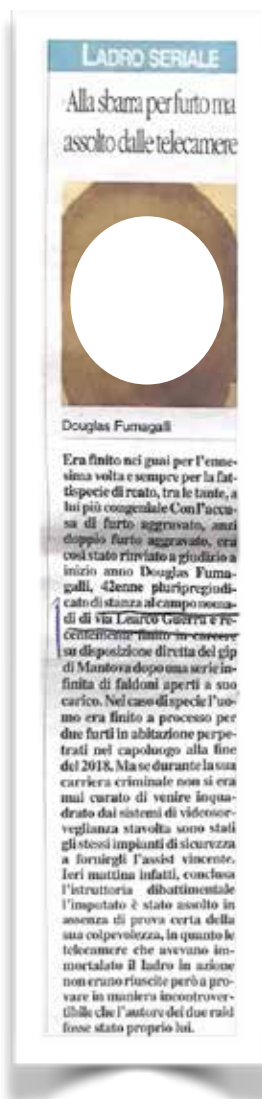 LADRO SERIALE
Alla sbarra per furto ma
assolto dalle telecamere
Douglas Fumagalli
Era finito nei guai per l'enne-
sima volta e sempre per la fat-
tispecie di reato, tra le tante, a
lui più congeniale Con l'accu-
sa di furto aggravato, anzi
doppio furto aggravato, era
così stato rinviato a giudizio a
inizio anno Douglas Fuma-
galli, 42enne pluripregiudi-
cato di stanza al campo noma-
di di via Learco Guerra e re-
centemente finito in carcere
su disposizione diretta del gip
di Mantova dopo una serie in-
finita di faldoni aperti a suo
carico. Nel caso di specie l'uo-
mo era finito a processo per
due furti in abitazione perpe-
trati nel capoluogo alla fine
del 2018. Ma se durante la sua
carriera criminale non si era
mai curato di venire inqua-
drato dai sistemi di videosor-
veglianza stavolta sono stati
gli stessi impianti di sicurezza
a fornirgli l'assist vincente.
Ieri mattina infatti, conclusa
l'istruttoria dibattimentale
l'imputato è stato assolto in
assenza di prova certa della
sua colpevolezza, in quanto le
telecamere che avevano im-
mortalato il ladro in azione
non erano riuscite però a pro-
vare in maniera incontrover-
tibile che l'autore dei due raid
fosse stato proprio lui.